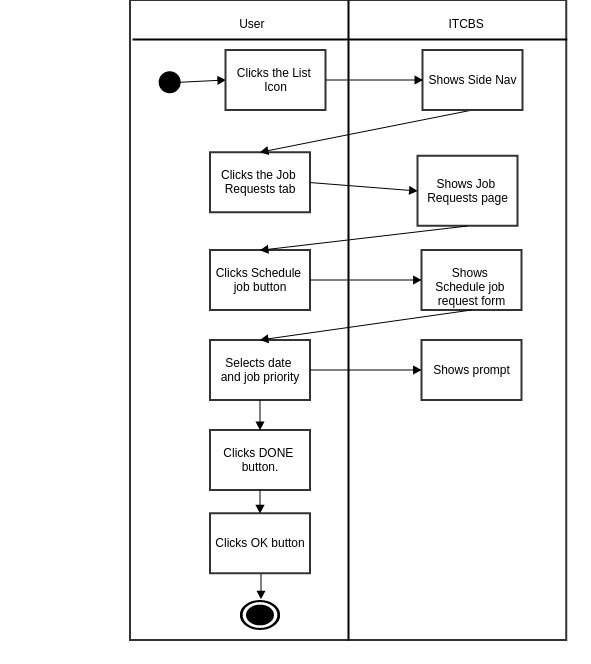 User
ITCBS
Clicks the List
Icon
Shows Side Nav
Clicks the Job
Requests tab
Shows Job
Requests page
Clicks Schedule
job button
Shows
Schedule job
request form
Selects date
and job priority
Shows prompt
Clicks DONE
button.
Clicks OK button